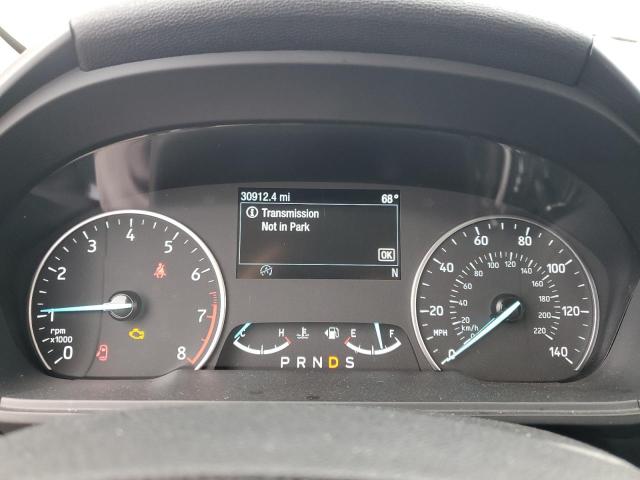 30912.4 mi 68°
Transmission
Not in Park
OK
N
0 1 2 3 4 5 6 7 8
rpm
x1000
C H E F
P R N D S
0 20 40 60 80 100 120 140
MPH
0 20 40 60 80 100 120 140 160 180 200 220
km/h